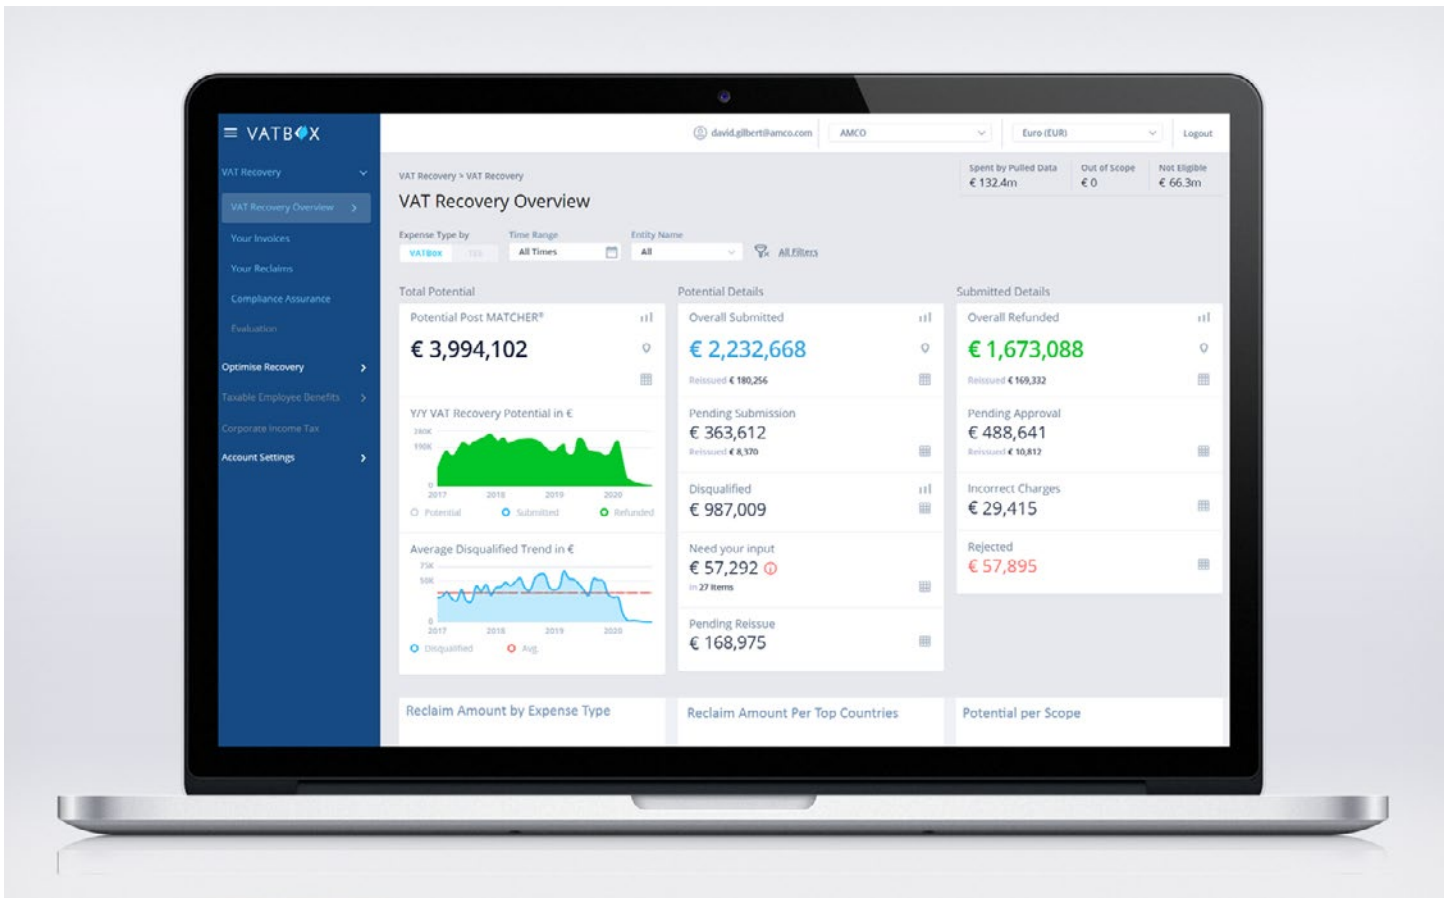 VATBOX
david.gilbert@amco.com
AMCO
Euro (EUR)
Logout
VAT Recovery
VAT Recovery Overview
Your Invoices
Your Reclaims
Compliance Assurance
Evaluation
Optimise Recovery
Taxable Employee Benefits
Corporate Income Tax
Account Settings
VAT Recovery > VAT Recovery
VAT Recovery Overview
Spent by Pulled Data
€ 132.4m
Out of Scope
€ 0
Not Eligible
€ 66.3m
Expense Type by
VATBOX
Time Range
All Times
Entity Name
All
All Filters
Total Potential
Potential Post MATCHER®
€ 3,994,102
Y/Y VAT Recovery Potential in €
280K
190K
0
2017 2018 2019 2020
Potential Submitted Refunded
Average Disqualified Trend in €
75K
50K
0
2017 2018 2019 2020
Disqualified Avg.
Potential Details
Overall Submitted
€ 2,232,668
Reissued € 180,256
Pending Submission
€ 363,612
Reissued € 8,370
Disqualified
€ 987,009
Need your input
€ 57,292
In 27 Items
Pending Reissue
€ 168,975
Submitted Details
Overall Refunded
€ 1,673,088
Reissued € 169,332
Pending Approval
€ 488,641
Reissued € 10,812
Incorrect Charges
€ 29,415
Rejected
€ 57,895
Reclaim Amount by Expense Type
Reclaim Amount Per Top Countries
Potential per Scope